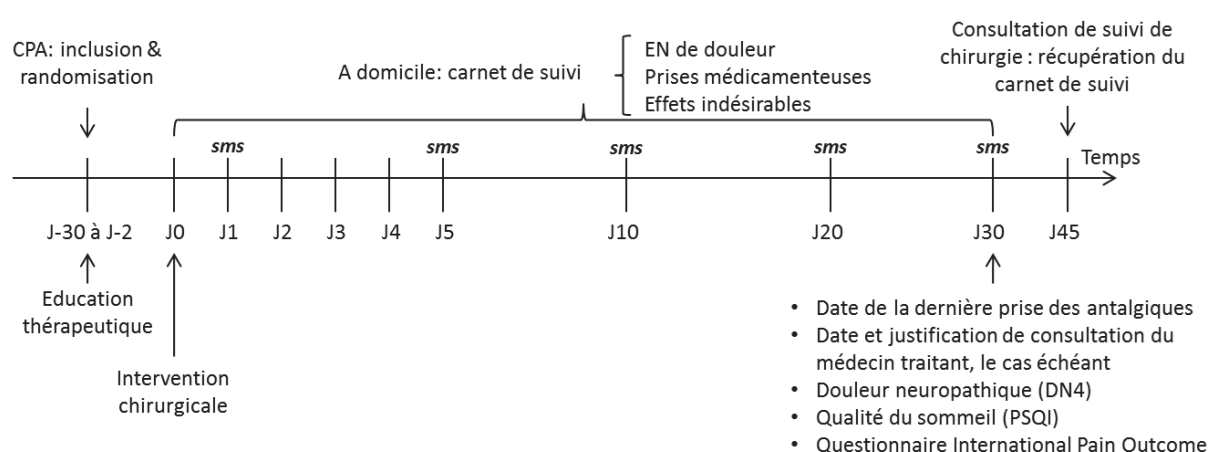 CPA: inclusion &
randomisation
A domicile: carnet de suivi
EN de douleur
Prises médicamenteuses
Effets indésirables
Consultation de suivi de
chirurgie : récupération du
carnet de suivi
sms
sms
sms
sms
sms
Temps
J-30 à J-2
J0
J1
J2
J3
J4
J5
J10
J20
J30
J45
Education
thérapeutique
Intervention
chirurgicale
• Date de la dernière prise des antalgiques
• Date et justification de consultation du
médecin traitant, le cas échéant
• Douleur neuropathique (DN4)
• Qualité du sommeil (PSQI)
• Questionnaire International Pain Outcome